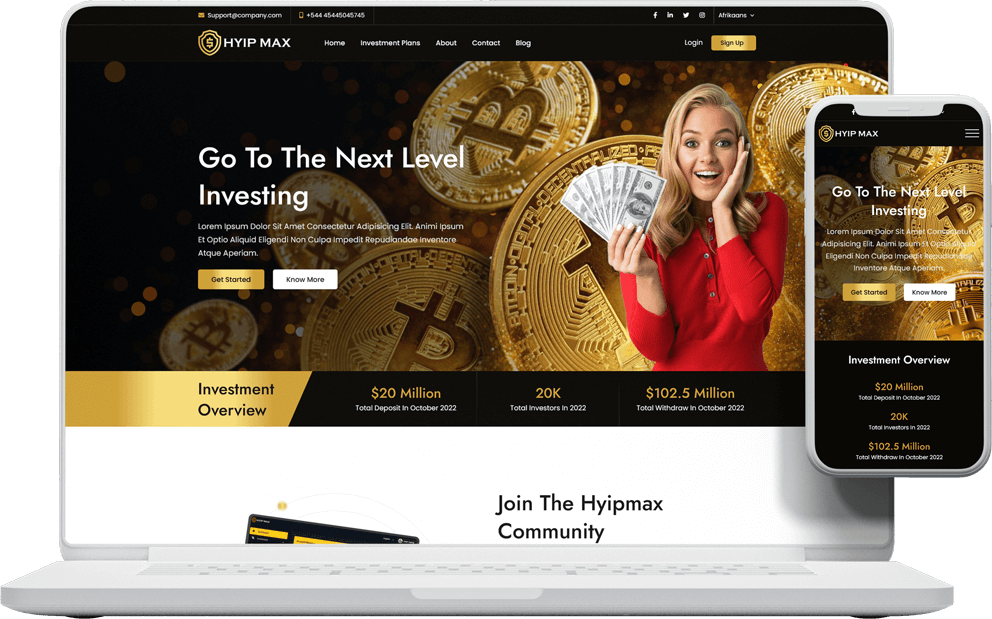 Support@company.com
+544 45445045745
Afrikaans
HYIP MAX
Home
Investment Plans
About
Contact
Blog
Login
Sign Up
Go To The Next Level
Investing
Lorem Ipsum Dolor Sit Amet Consectetur Adipisicing Elit. Animi Ipsum
Et Optio Aliquid Eligendi Non Culpa Impedit Repudiandae Inventore
Atque Aperiam.
Get Started
Know More
Investment
Overview
$20 Million
Total Deposit In October 2022
20K
Total Investors In 2022
$102.5 Million
Total Withdraw In October 2022
Join The Hyipmax
Community
HYIP MAX
HYIP MAX
Go To The Next Level
Investing
Lorem Ipsum Dolor Sit Amet Consectetur
Adipisicing Elit. Animi Ipsum Et Optio Aliquid
Eligendi Non Culpa Impedit Repudiandae
Inventore Atque Aperiam.
Get Started
Know More
Investment Overview
$20 Million
Total Deposit In October 2022
20K
Total Investors In 2022
$102.5 Million
Total Withdraw In October 2022